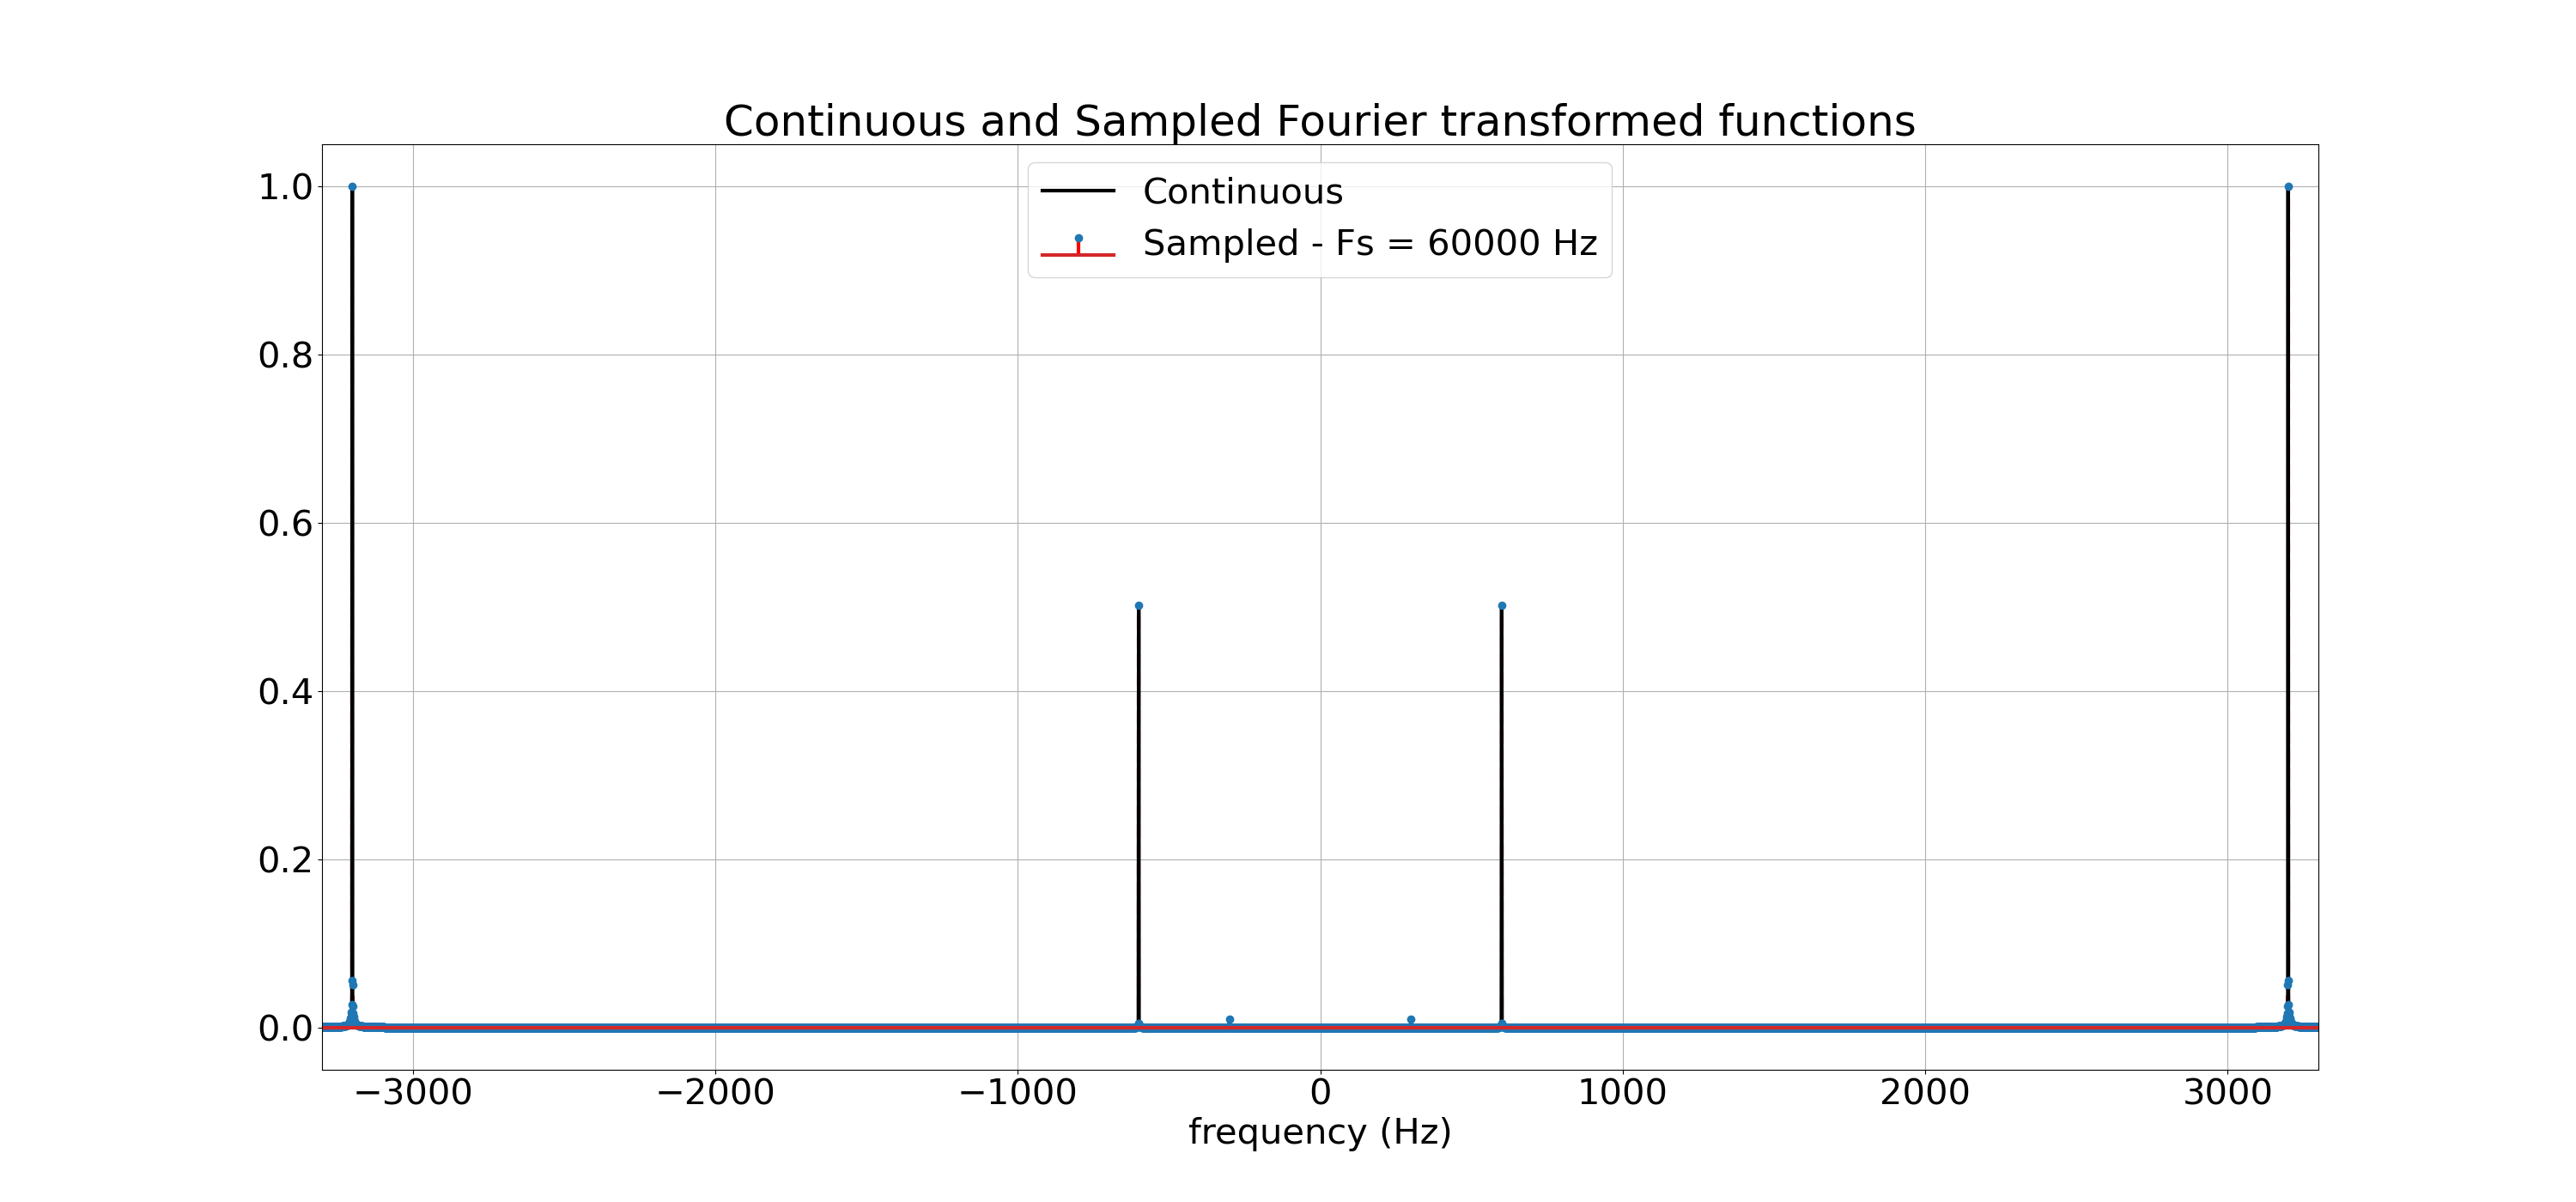 Continuous and Sampled Fourier transformed functions
Continuous
Sampled - Fs = 60000 Hz
1.0
0.8
0.6
0.4
0.2
0.0
−3000 −2000 −1000 0 1000 2000 3000
frequency (Hz)